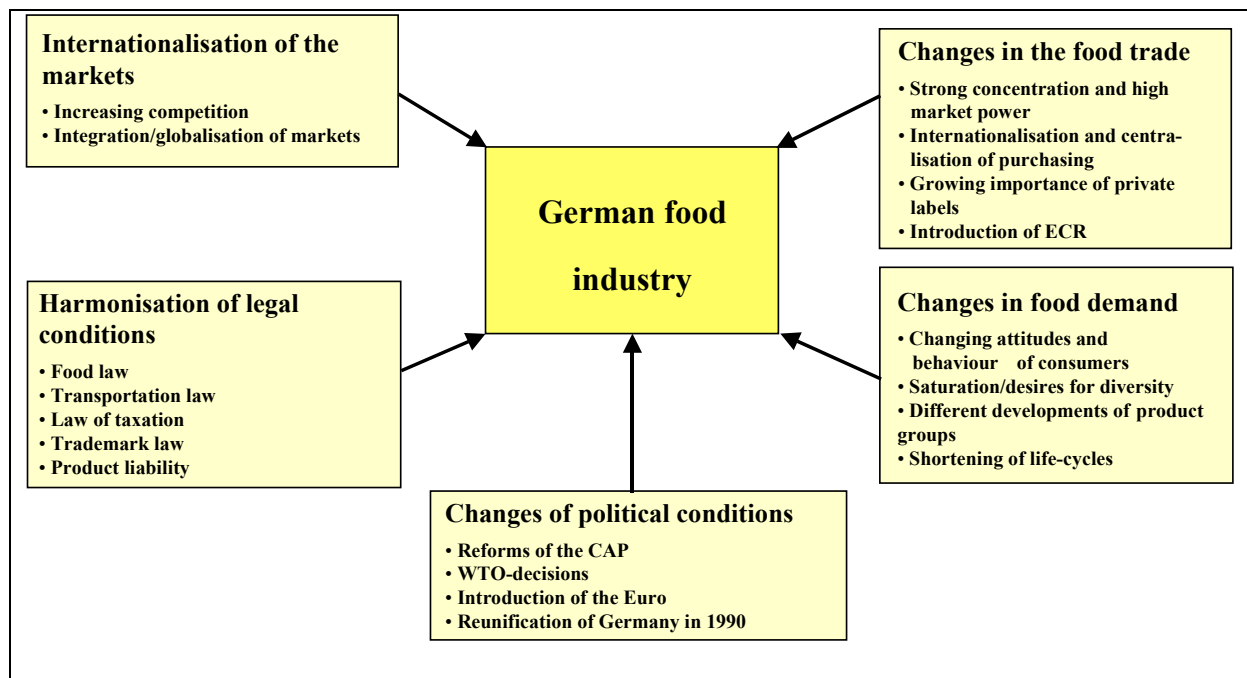 Internationalisation of the
markets
• Increasing competition
• Integration/globalisation of markets
Changes in the food trade
• Strong concentration and high
market power
• Internationalisation and centra-
lisation of purchasing
• Growing importance of private
labels
• Introduction of ECR
German food
industry
Harmonisation of legal
conditions
• Food law
• Transportation law
• Law of taxation
• Trademark law
• Product liability
Changes in food demand
• Changing attitudes and
behaviour of consumers
• Saturation/desires for diversity
• Different developments of product
groups
• Shortening of life-cycles
Changes of political conditions
• Reforms of the CAP
• WTO-decisions
• Introduction of the Euro
• Reunification of Germany in 1990